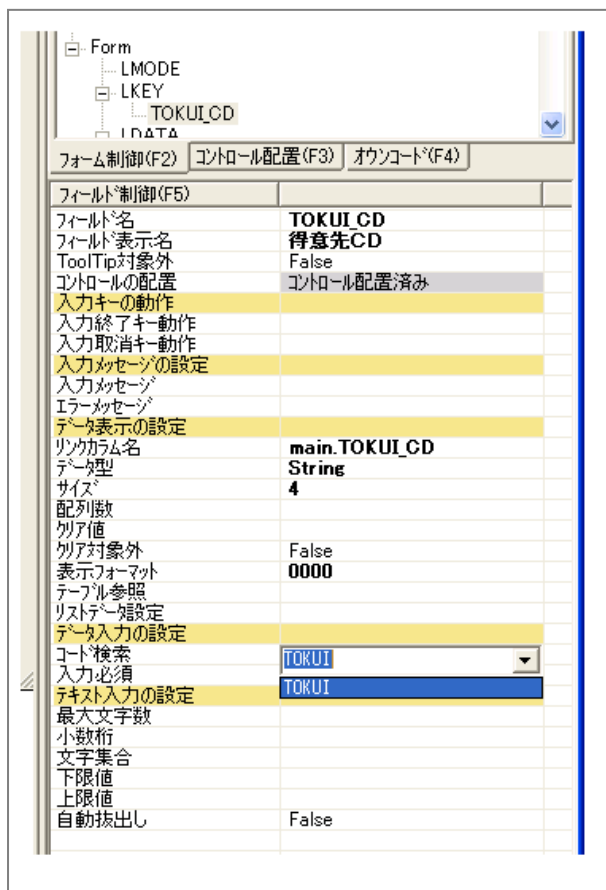 Form
LMODE
LKEY
TOKUI_CD
LDATA
フォーム制御(F2) コントロール配置(F3) オウンコード(F4)
フィールド制御(F5)
フィールド名 TOKUI_CD
フィールド表示名 得意先CD
ToolTip対象外 False
コントロールの配置 コントロール配置済み
入力キーの動作
入力終了キー動作
入力取消キー動作
入力メッセージの設定
入力メッセージ
エラーメッセージ
データ表示の設定
リンクカラム名 main.TOKUI_CD
データ型 String
サイズ 4
配列数
クリア値
クリア対象外 False
表示フォーマット 0000
テーブル参照
リストデータ設定
データ入力の設定
コード検索 TOKUI
入力必須
TOKUI
テキスト入力の設定
最大文字数
小数桁
文字集合
下限値
上限値
自動抜出し False